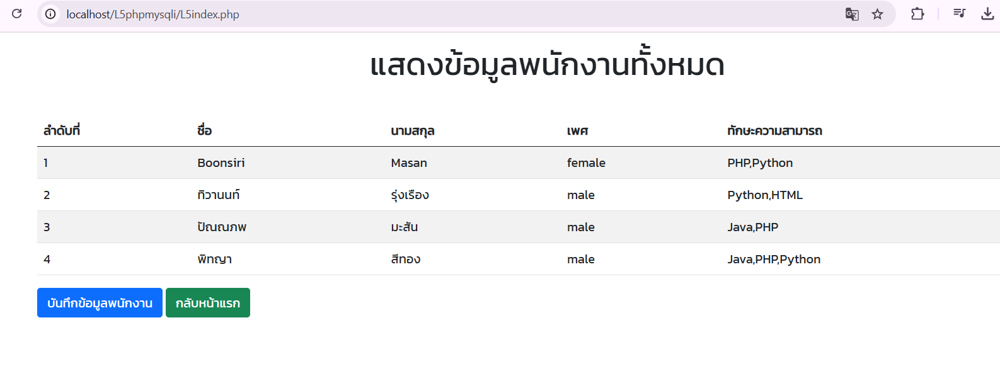 localhost/L5phpmysqli/L5index.php
แสดงข้อมูลพนักงานทั้งหมด
ลำดับที่ ชื่อ นามสกุล เพศ ทักษะความสามารถ
1 Boonsiri Masan female PHP,Python
2 ทิวานนท์ รุ่งเรือง male Python,HTML
3 ปัณณภพ มะสัน male Java,PHP
4 พิทญา สีทอง male Java,PHP,Python
บันทึกข้อมูลพนักงาน กลับหน้าแรก